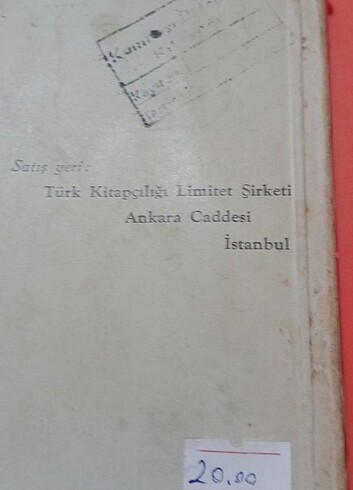 Satış yeri:
Türk Kitapçılığı Limitet Şirketi
Ankara Caddesi
İstanbul
20.00